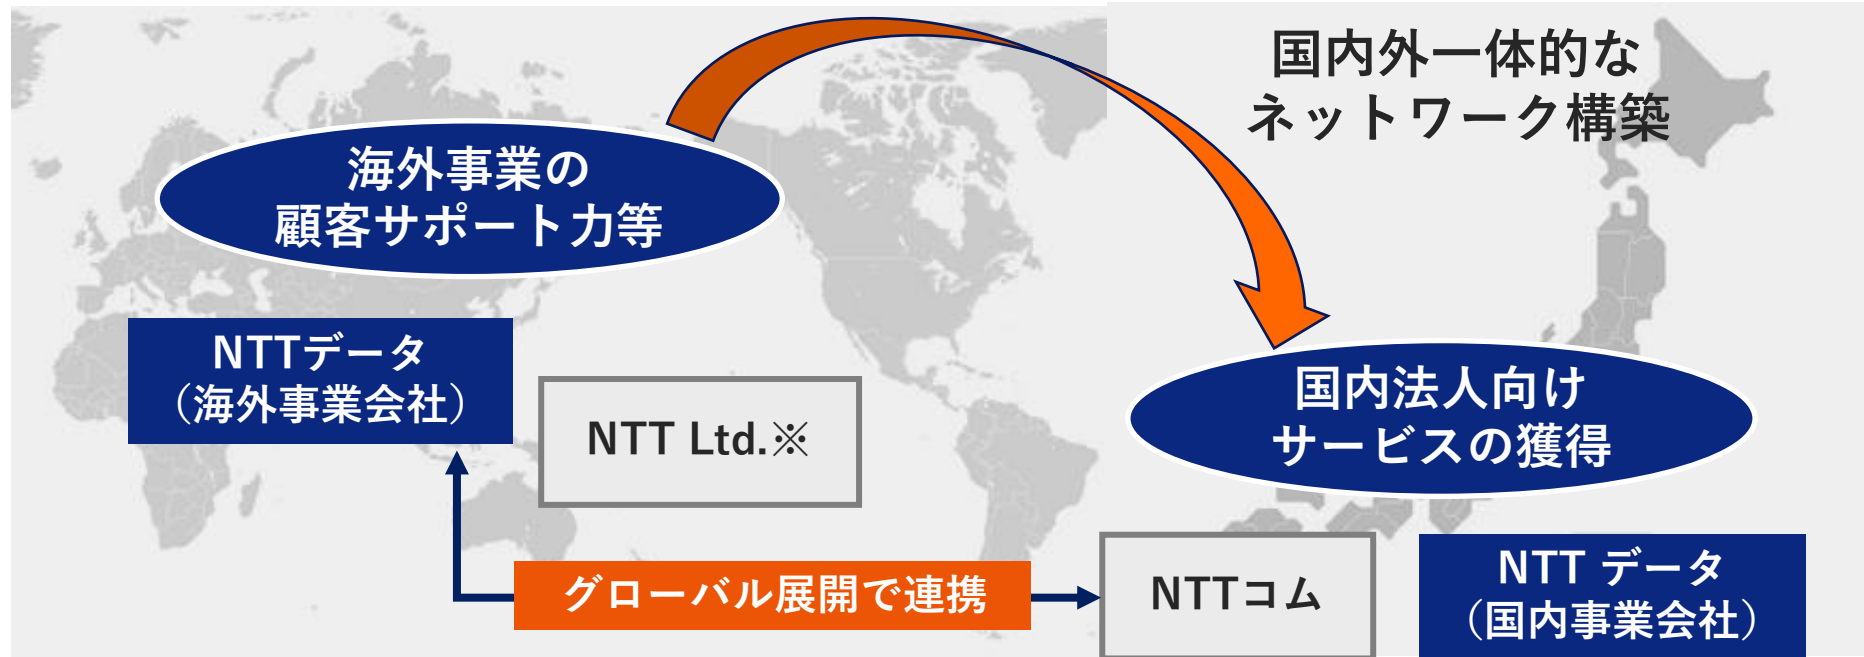 国内外一体的な
ネットワーク構築
海外事業の
顧客サポート力等
NTTデータ
（海外事業会社）
NTT Ltd.※
国内法人向け
サービスの獲得
グローバル展開で連携
NTTコム
NTT データ
（国内事業会社）